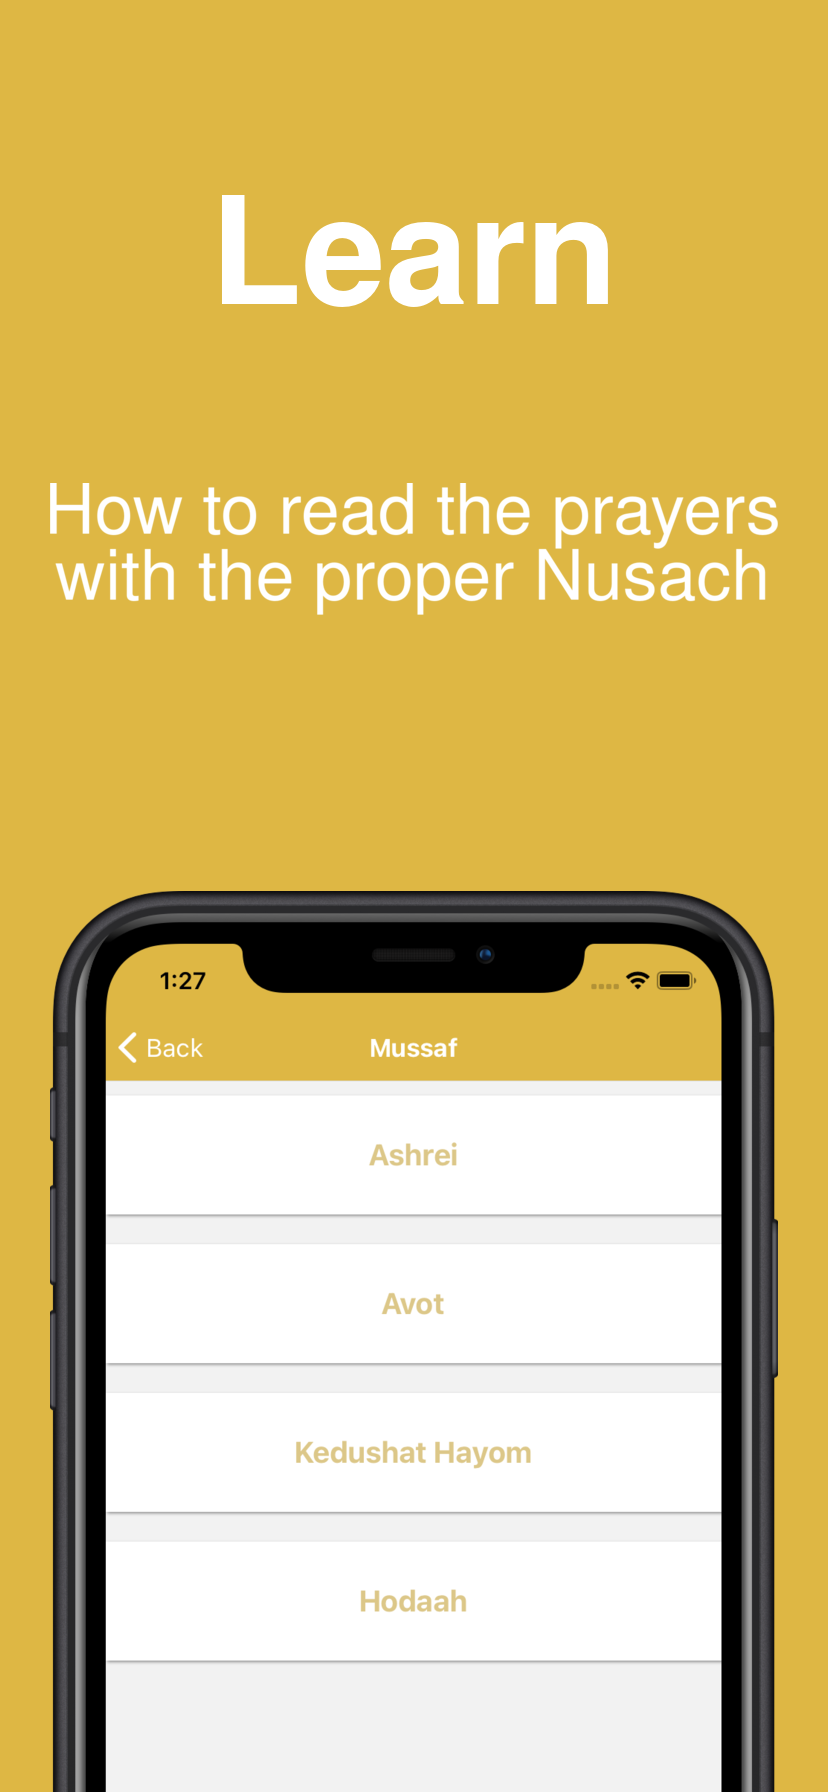 Learn
How to read the prayers
with the proper Nusach
1:27
Back
Mussaf
Ashrei
Avot
Kedushat Hayom
Hodaah